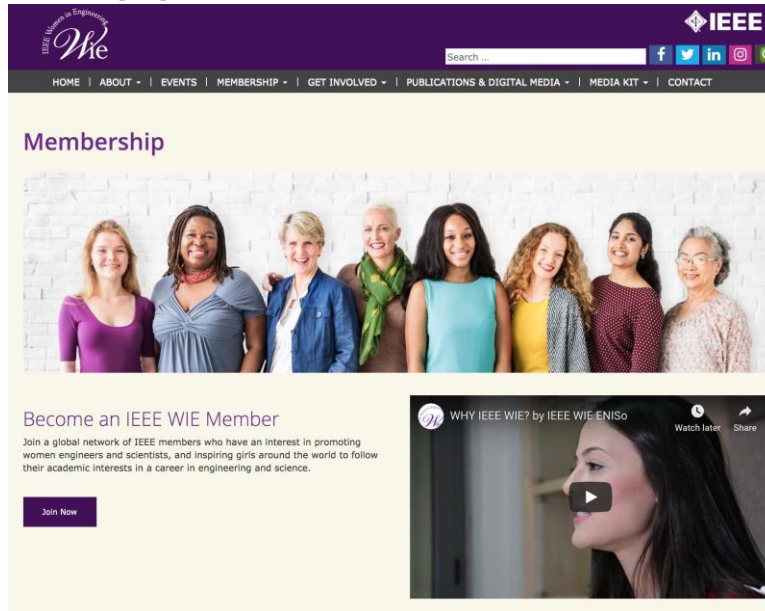 IEEE Women in Engineering
Wie
IEEE
Search ...
HOME | ABOUT | EVENTS | MEMBERSHIP | GET INVOLVED | PUBLICATIONS & DIGITAL MEDIA | MEDIA KIT | CONTACT
Membership
Become an IEEE WIE Member
Join a global network of IEEE members who have an interest in promoting
women engineers and scientists, and inspiring girls around the world to follow
their academic interests in a career in engineering and science.
Join Now
WHY IEEE WIE? by IEEE WIE ENISo
Watch later Share